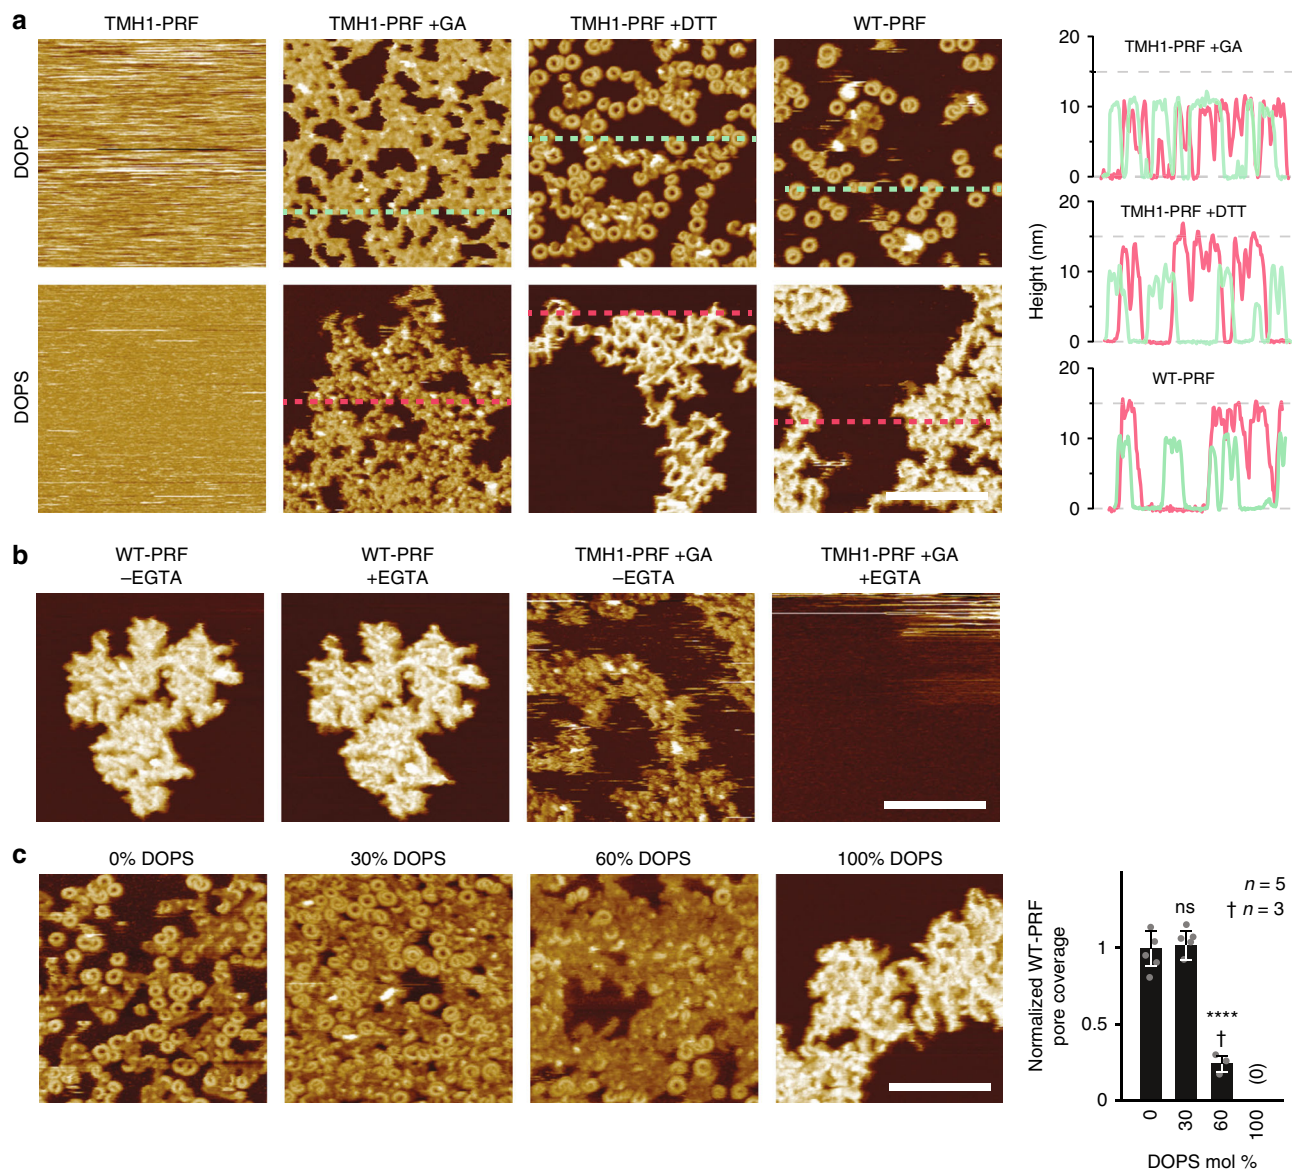 a
TMH1-PRF
TMH1-PRF +GA
TMH1-PRF +DTT
WT-PRF
DOPC
DOPS
20
TMH1-PRF +GA
10
0
20
TMH1-PRF +DTT
10
0
20
WT-PRF
10
0
Height (nm)
b
WT-PRF
–EGTA
WT-PRF
+EGTA
TMH1-PRF +GA
–EGTA
TMH1-PRF +GA
+EGTA
c
0% DOPS
30% DOPS
60% DOPS
100% DOPS
Normalized WT-PRF
pore coverage
n = 5
† n = 3
ns
1
****
†
0.5
(0)
0
0
30
60
100
DOPS mol %